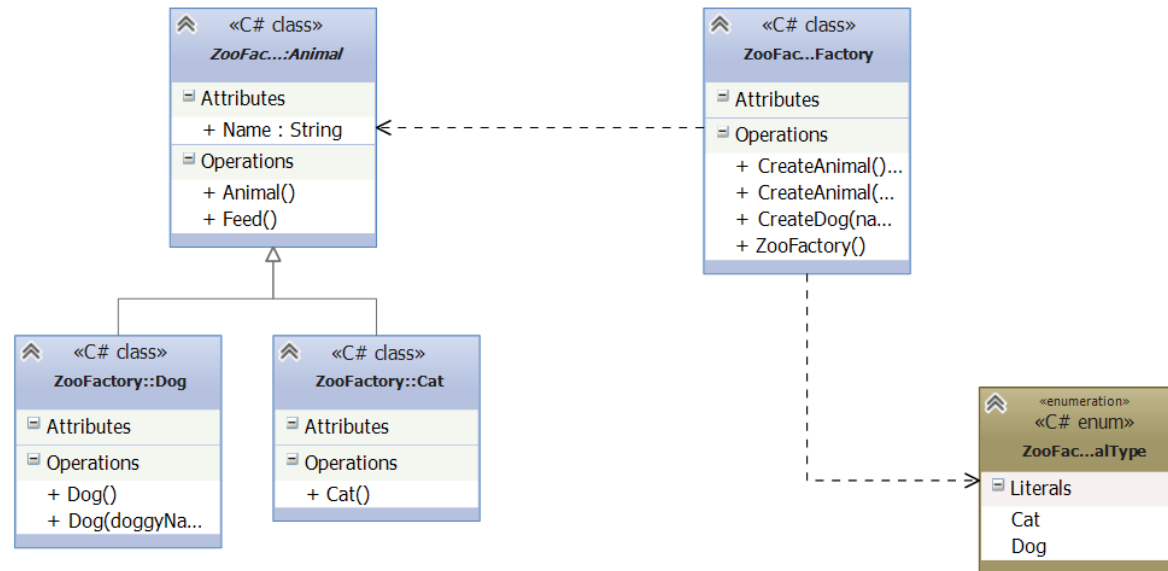 «C# class»
ZooFac...:Animal
Attributes
+ Name : String
Operations
+ Animal()
+ Feed()
«C# class»
ZooFac...Factory
Attributes
Operations
+ CreateAnimal()...
+ CreateAnimal(...
+ CreateDog(na...
+ ZooFactory()
«C# class»
ZooFactory::Dog
Attributes
Operations
+ Dog()
+ Dog(doggyNa...
«C# class»
ZooFactory::Cat
Attributes
Operations
+ Cat()
«enumeration»
«C# enum»
ZooFac...alType
Literals
Cat
Dog